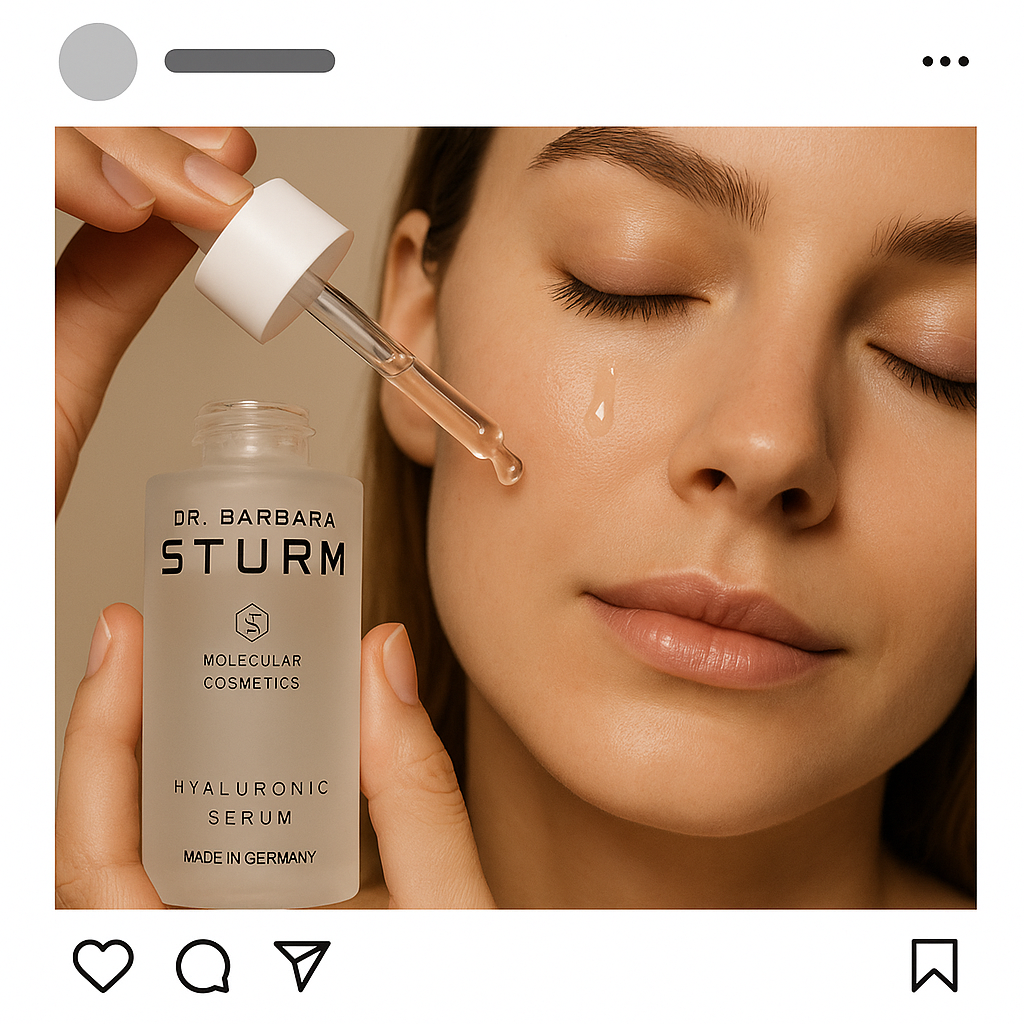 DR. BARBARA
STURM
MOLECULAR
COSMETICS
HYALURONIC
SERUM
MADE IN GERMANY